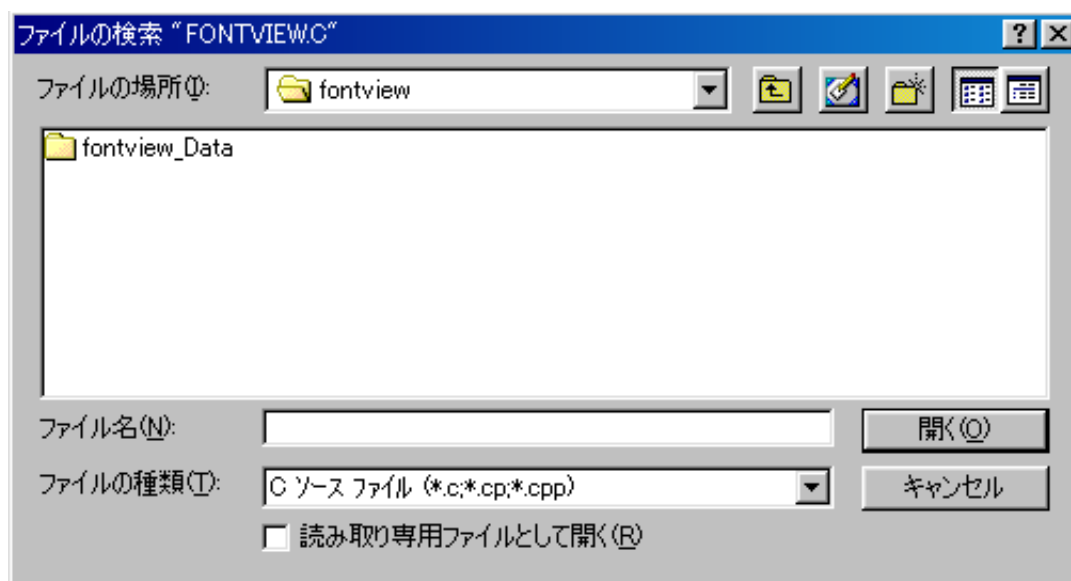 ファイルの検索 “FONTVIEW.C”
ファイルの場所(I):
fontview
fontview_Data
ファイル名(N):
開く(O)
ファイルの種類(T):
C ソース ファイル (*.c;*.cp;*.cpp)
キャンセル
読み取り専用ファイルとして開く(R)